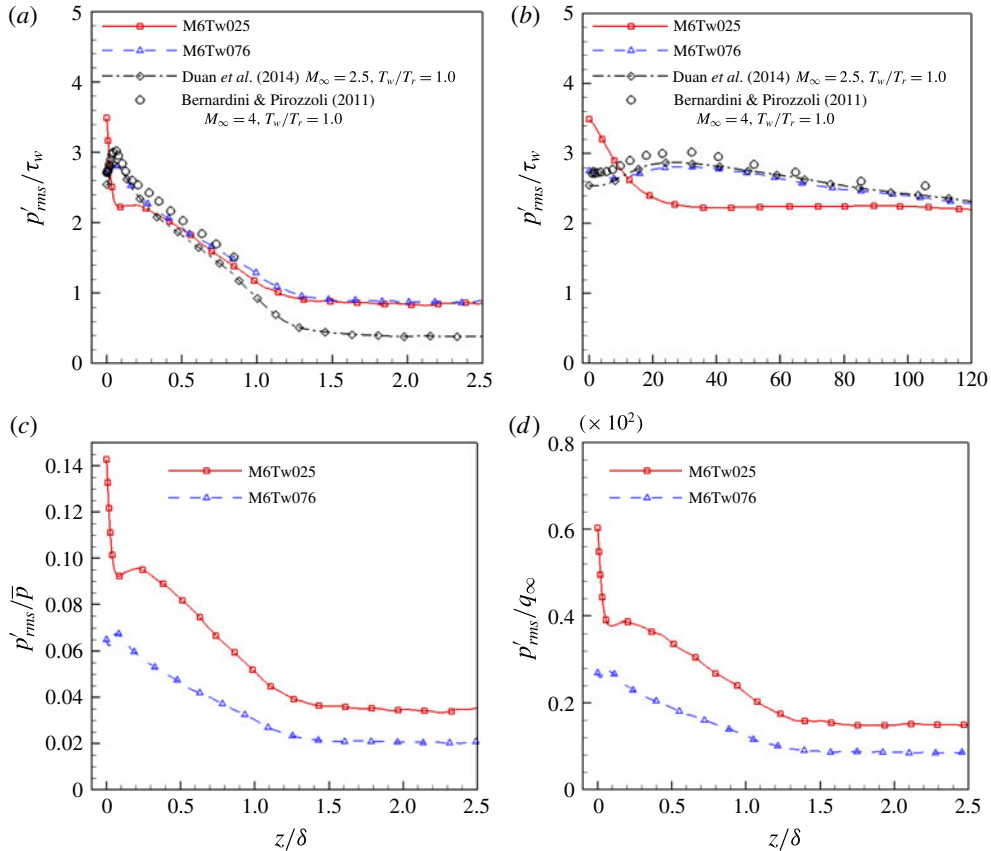 (a)
5
4
3
2
1
0
p′rms/τw
M6Tw025
M6Tw076
Duan et al. (2014) M∞ = 2.5, Tw/Tr = 1.0
Bernardini & Pirozzoli (2011)
M∞ = 4, Tw/Tr = 1.0
0 0.5 1.0 1.5 2.0 2.5
(b)
5
4
3
2
1
0
p′rms/τw
M6Tw025
M6Tw076
Duan et al. (2014) M∞ = 2.5, Tw/Tr = 1.0
Bernardini & Pirozzoli (2011)
M∞ = 4, Tw/Tr = 1.0
0 20 40 60 80 100 120
(c)
0.14
0.12
0.10
0.08
0.06
0.04
0.02
0
p′rms/p̅
M6Tw025
M6Tw076
0 0.5 1.0 1.5 2.0 2.5
z/δ
(d)
(× 10²)
0.8
0.6
0.4
0.2
0
p′rms/q∞
M6Tw025
M6Tw076
0 0.5 1.0 1.5 2.0 2.5
z/δ